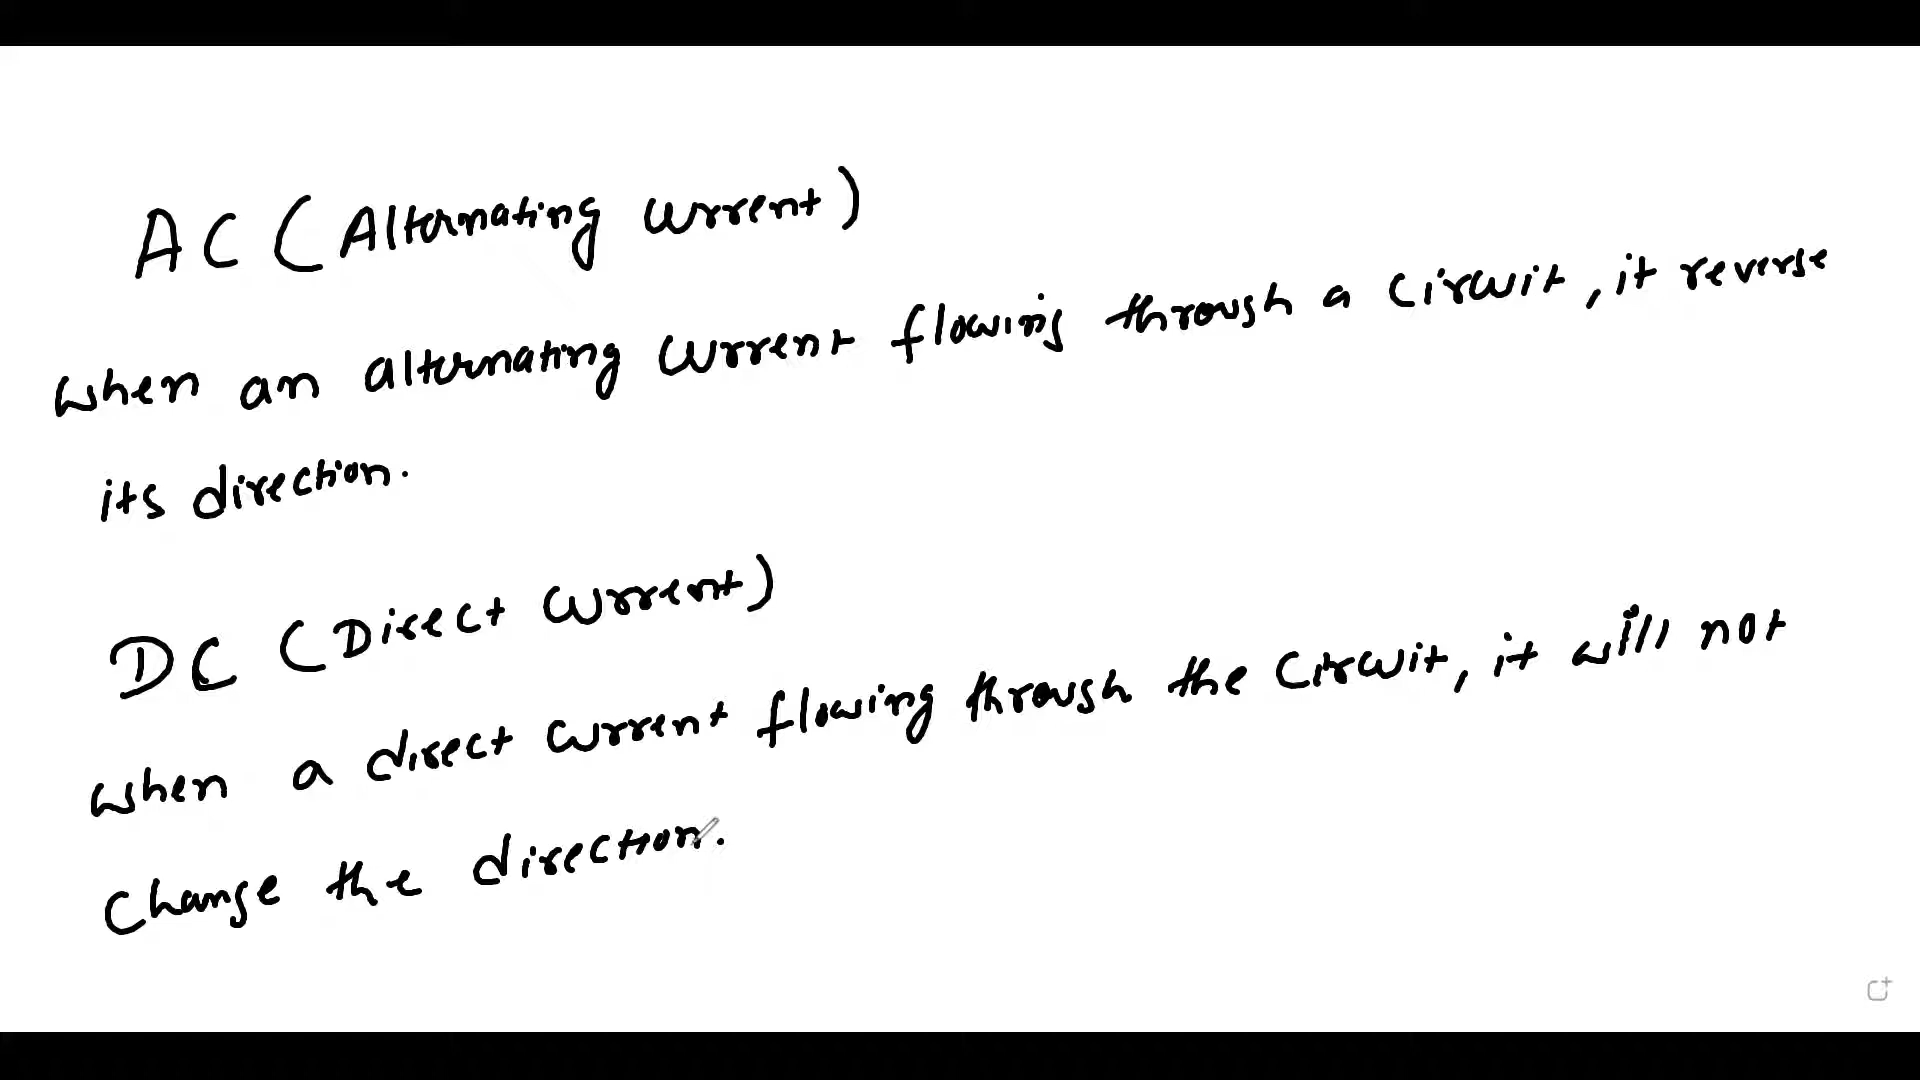 AC (Alternating current)
when an alternating current flowing through a circuit, it reverse
its direction.
DC (Direct current)
when a direct current flowing through the circuit, it will not
change the direction.